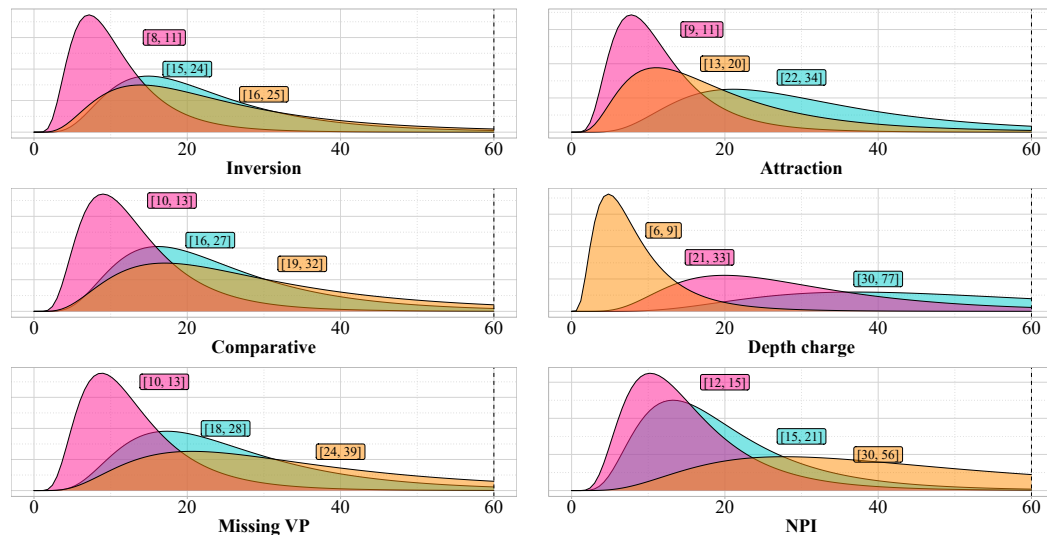 [8, 11]
[15, 24]
[16, 25]
0 20 40 60
Inversion
[9, 11]
[13, 20]
[22, 34]
0 20 40 60
Attraction
[10, 13]
[16, 27]
[19, 32]
0 20 40 60
Comparative
[6, 9]
[21, 33]
[30, 77]
0 20 40 60
Depth charge
[10, 13]
[18, 28]
[24, 39]
0 20 40 60
Missing VP
[12, 15]
[15, 21]
[30, 56]
0 20 40 60
NPI